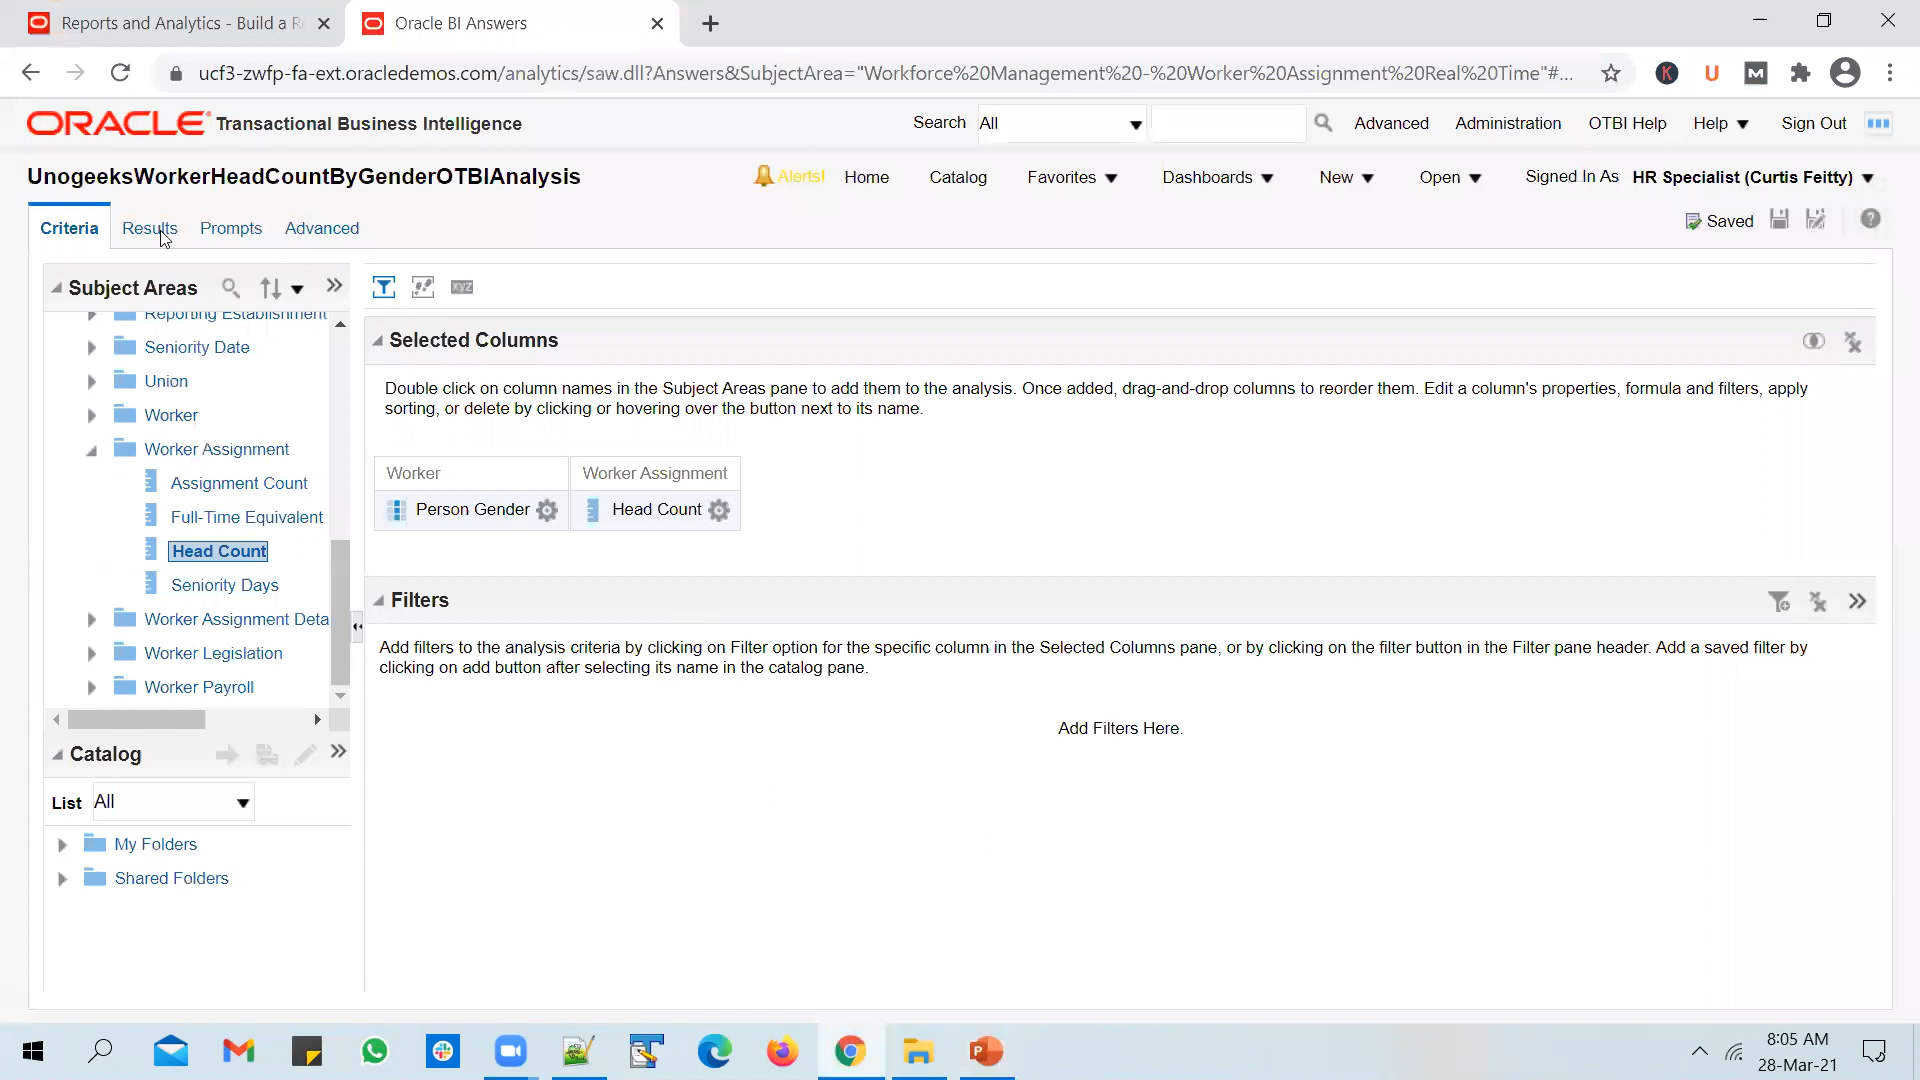 Reports and Analytics - Build a R
Oracle BI Answers
ucf3-zwfp-fa-ext.oracledemos.com/analytics/saw.dll?Answers&SubjectArea="Workforce%20Management%20-%20Worker%20Assignment%20Real%20Time"#...
K
U
M
ORACLE Transactional Business Intelligence
Search All
Advanced
Administration
OTBI Help
Help
Sign Out
UnogeeksWorkerHeadCountByGenderOTBIAnalysis
Alerts!
Home
Catalog
Favorites
Dashboards
New
Open
Signed In As HR Specialist (Curtis Feitty)
Criteria
Results
Prompts
Advanced
Saved
Subject Areas
xyz
Reporting Establishment
Seniority Date
Union
Worker
Worker Assignment
Assignment Count
Full-Time Equivalent
Head Count
Seniority Days
Worker Assignment Deta
Worker Legislation
Worker Payroll
Catalog
List All
My Folders
Shared Folders
Selected Columns
Double click on column names in the Subject Areas pane to add them to the analysis. Once added, drag-and-drop columns to reorder them. Edit a column's properties, formula and filters, apply
sorting, or delete by clicking or hovering over the button next to its name.
Worker
Worker Assignment
Person Gender
Head Count
Filters
Add filters to the analysis criteria by clicking on Filter option for the specific column in the Selected Columns pane, or by clicking on the filter button in the Filter pane header. Add a saved filter by
clicking on add button after selecting its name in the catalog pane.
Add Filters Here.
8:05 AM
28-Mar-21